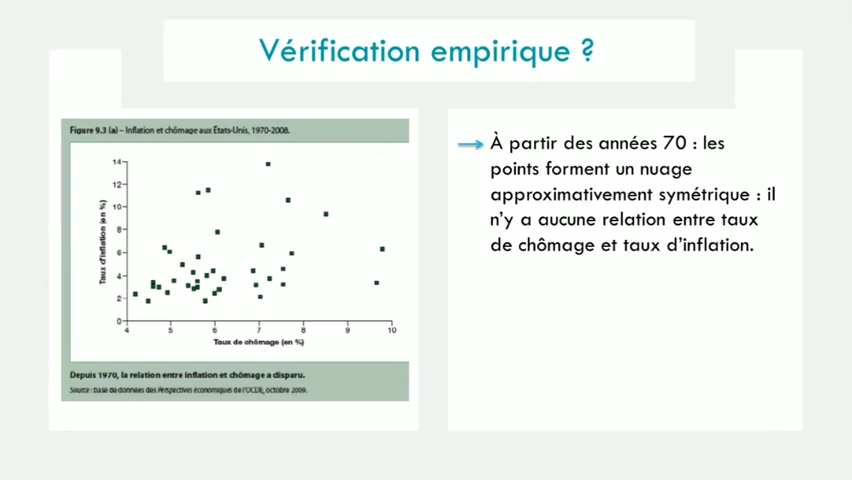 Vérification empirique ?
Figure 9.3 (a) – Inflation et chômage aux États-Unis, 1970-2008.
14
12
10
8
6
4
2
0
Taux d'inflation (en %)
4 5 6 7 8 9 10
Taux de chômage (en %)
Depuis 1970, la relation entre inflation et chômage a disparu.
Source : base de données des Perspectives économiques de l'OCDE, octobre 2009.
À partir des années 70 : les
points forment un nuage
approximativement symétrique : il
n'y a aucune relation entre taux
de chômage et taux d'inflation.